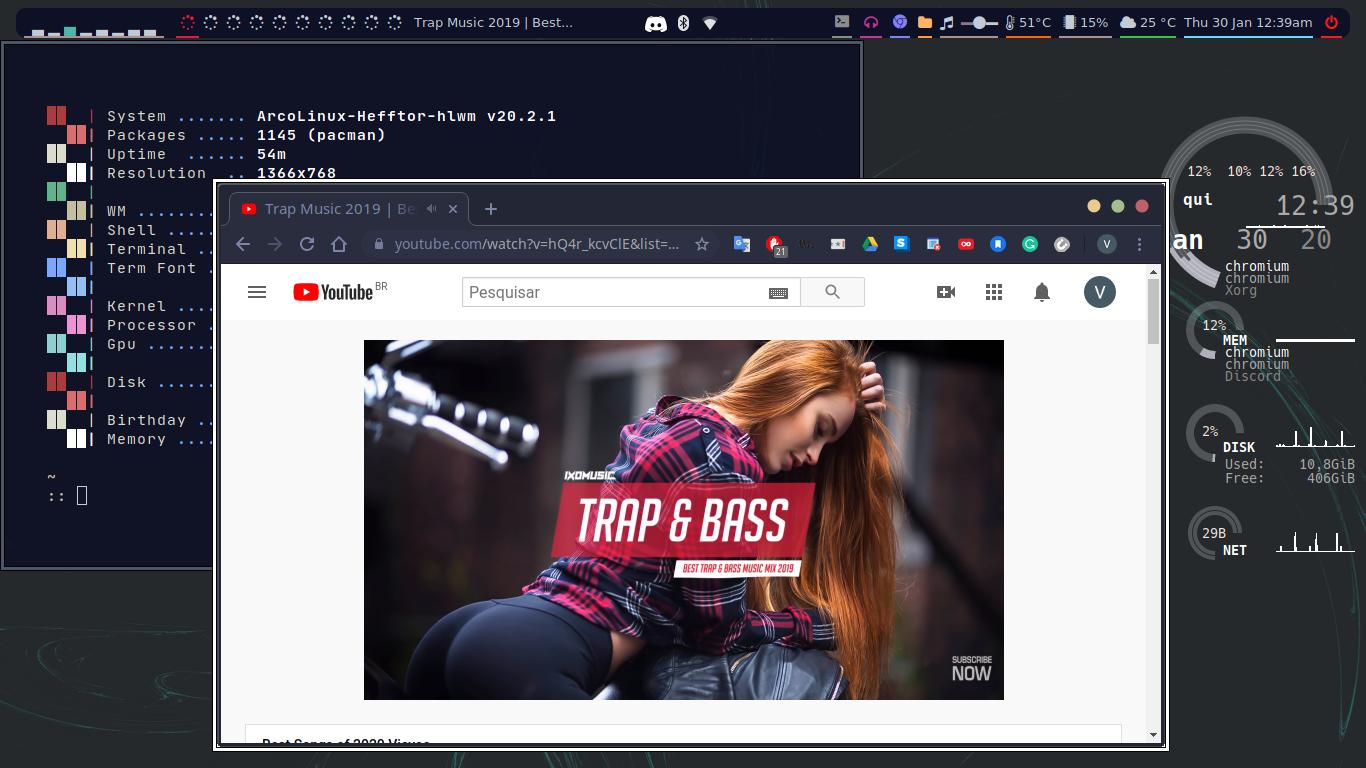 Trap Music 2019 | Best...
51°C
15%
25 °C
Thu 30 Jan 12:39am
System ....... ArcoLinux-Hefftor-hlwm v20.2.1
Packages ..... 1145 (pacman)
Uptime ...... 54m
Resolution .. 1366x768
WM .......
Shell ....
Terminal ..
Term Font .
Kernel ....
Processor .
Gpu .......
Disk .......
Birthday ..
Memory ....
~
::
Trap Music 2019 | Be
youtube.com/watch?v=hQ4r_kcvClE&list=...
21
V
YouTube BR
Pesquisar
V
IXOMUSIC
TRAP & BASS
BEST TRAP & BASS MUSIC MIX 2019
SUBSCRIBE
NOW
12% 10% 12% 16%
qui
12:39
an 30 20
chromium
chromium
Xorg
12%
MEM
chromium
chromium
Discord
2%
DISK
Used: 10,8GiB
Free: 406GiB
29B
NET